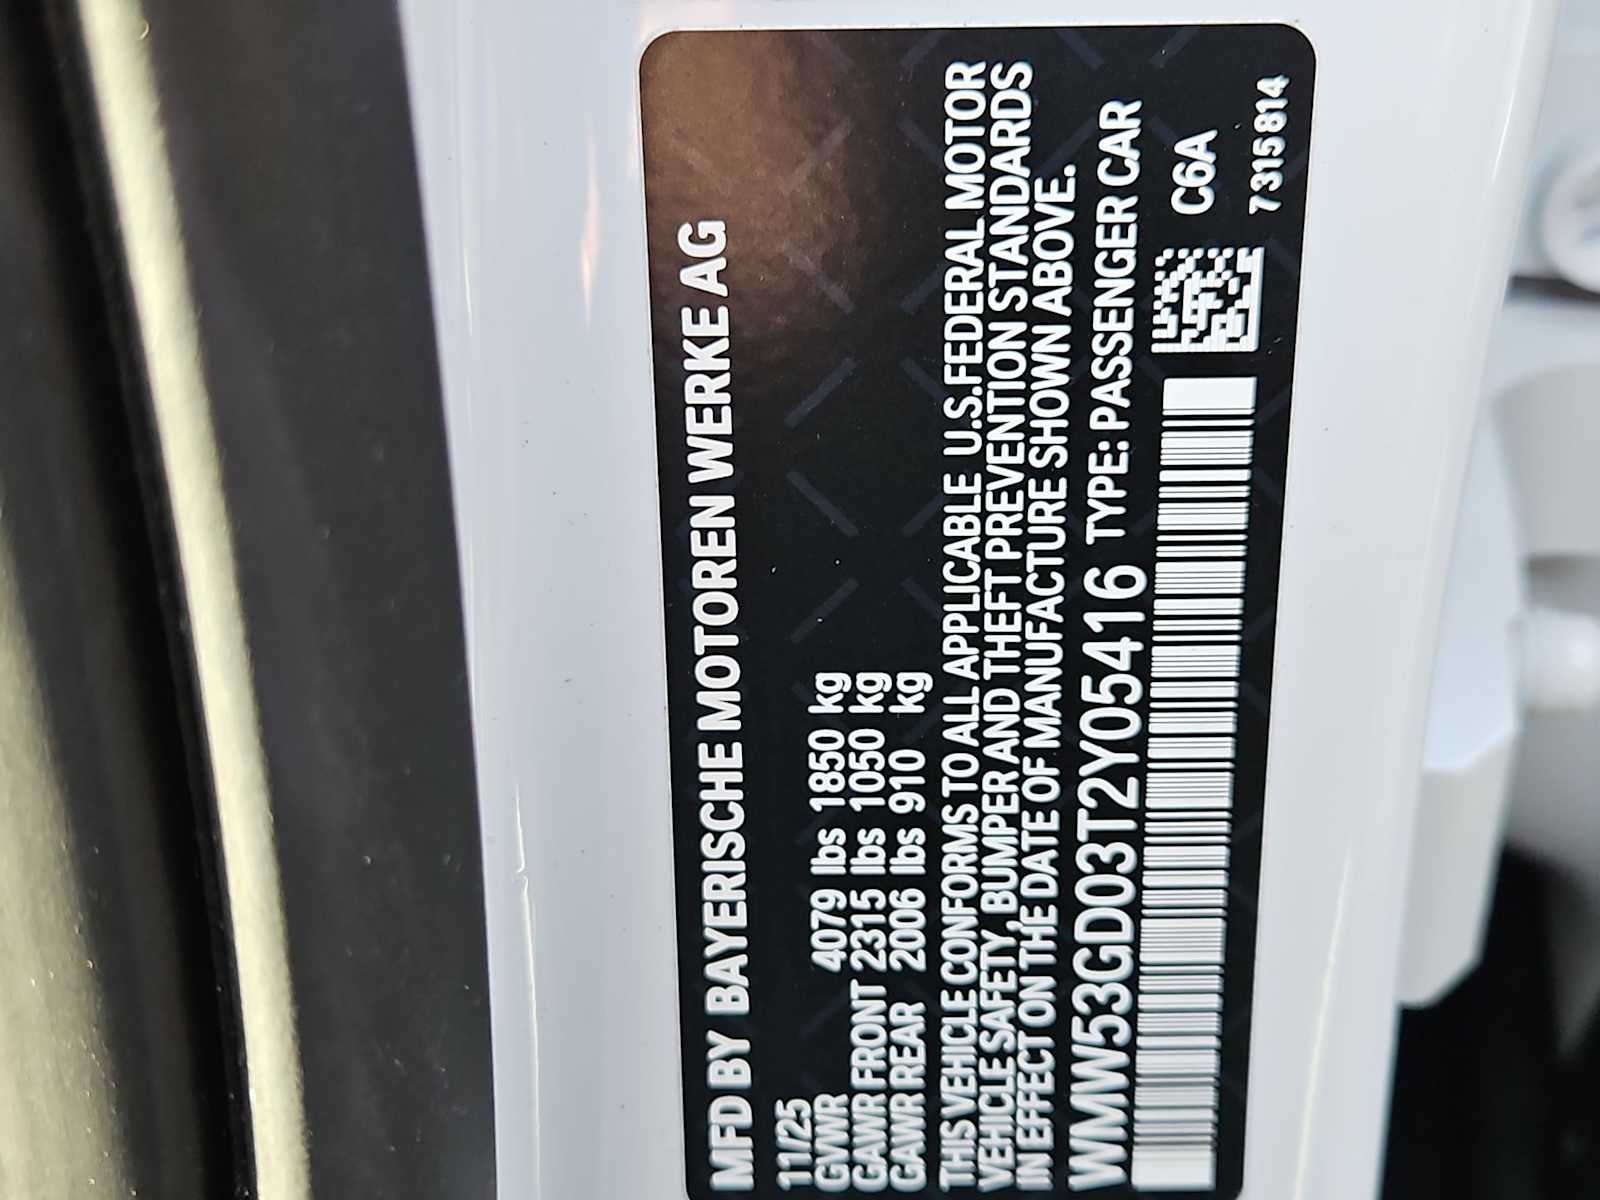 MFD BY BAYERISCHE MOTOREN WERKE AG
11/25
GVWR 4079 lbs 1850 kg
GAWR FRONT 2315 lbs 1050 kg
GAWR REAR 2006 lbs 910 kg
THIS VEHICLE CONFORMS TO ALL APPLICABLE U.S.FEDERAL MOTOR
VEHICLE SAFETY, BUMPER AND THEFT PREVENTION STANDARDS
IN EFFECT ON THE DATE OF MANUFACTURE SHOWN ABOVE.
WMW53GD03T2Y05416 TYPE: PASSENGER CAR
C6A
7315814